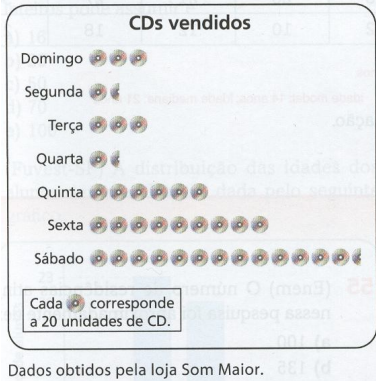 CDs vendidos
Domingo
Segunda
Terça
Quarta
Quinta
Sexta
Sábado
Cada corresponde
a 20 unidades de CD.
Dados obtidos pela loja Som Maior.